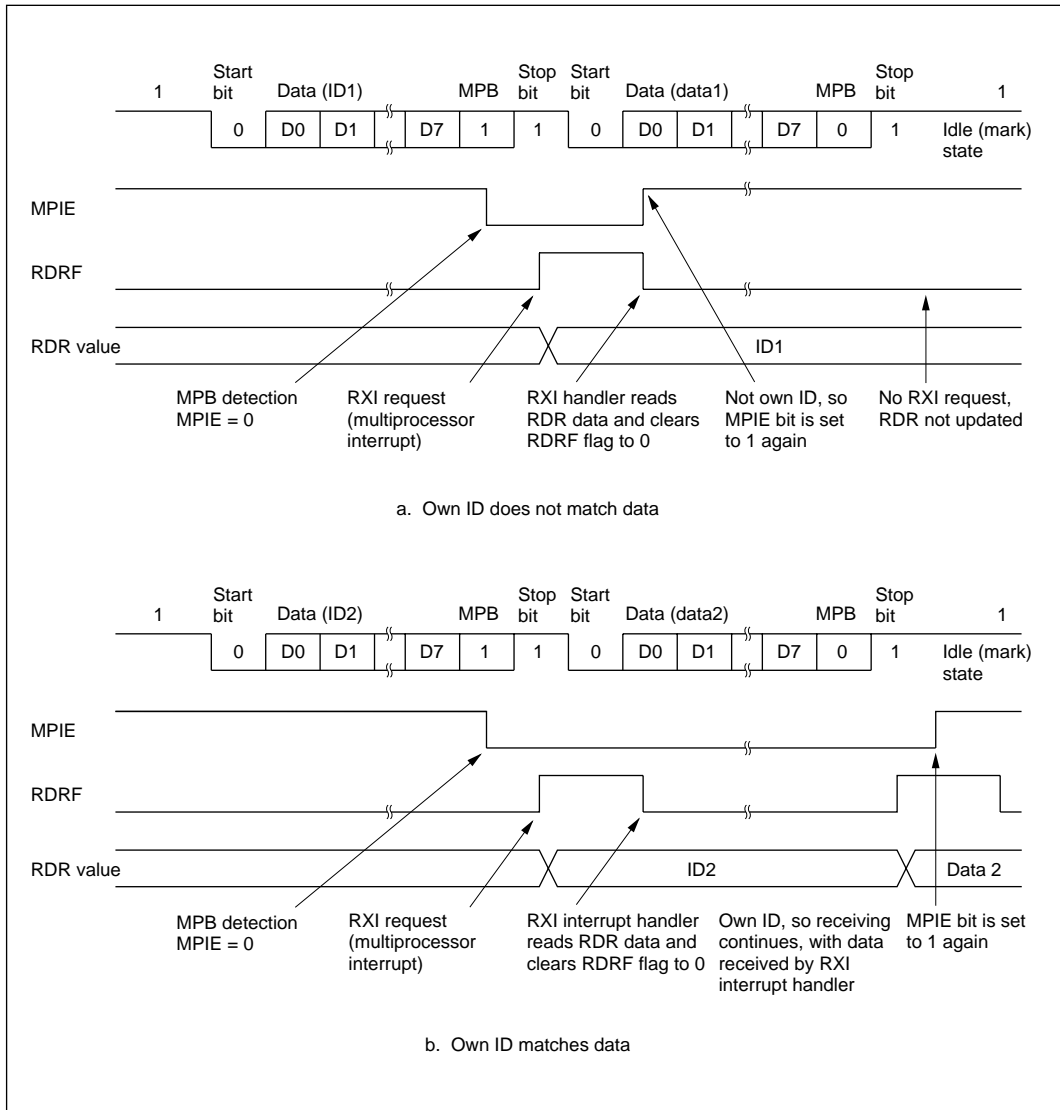 Start
bit
Stop
bit
Start
bit
Stop
bit
1 Data (ID1) MPB Data (data1) MPB 1
0 D0 D1 D7 1 1 0 D0 D1 D7 0 1 Idle (mark)
state
MPIE
RDRF
RDR value
ID1
MPB detection
MPIE = 0
RXI request
(multiprocessor
interrupt)
RXI handler reads
RDR data and clears
RDRF flag to 0
Not own ID, so
MPIE bit is set
to 1 again
No RXI request,
RDR not updated
a. Own ID does not match data
Start
bit
Stop
bit
Start
bit
Stop
bit
1 Data (ID2) MPB Data (data2) MPB 1
0 D0 D1 D7 1 1 0 D0 D1 D7 0 1 Idle (mark)
state
MPIE
RDRF
RDR value
ID2 Data 2
MPB detection
MPIE = 0
RXI request
(multiprocessor
interrupt)
RXI interrupt handler
reads RDR data and
clears RDRF flag to 0
Own ID, so receiving
continues, with data
received by RXI
interrupt handler
MPIE bit is set
to 1 again
b. Own ID matches data